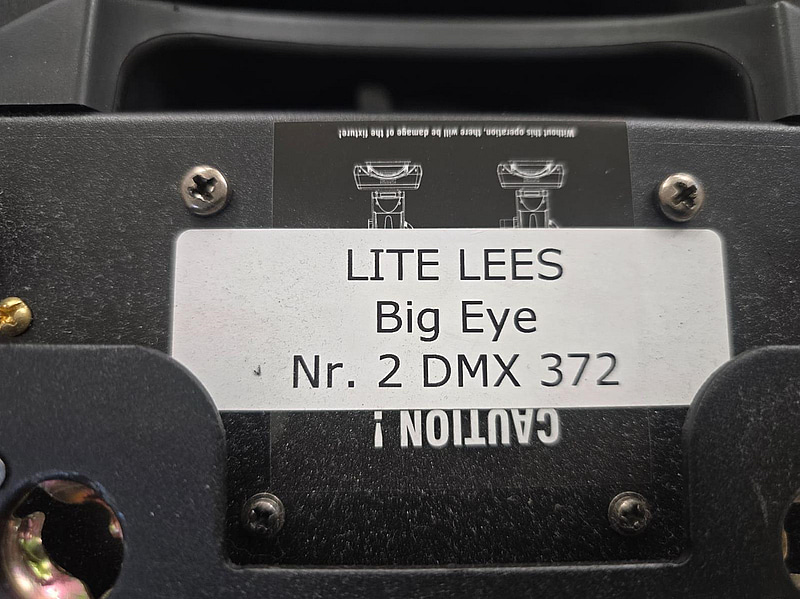 Without this operation, there will be damage of the fixture!
LITE LEES
Big Eye
Nr. 2 DMX 372
CAUTION !